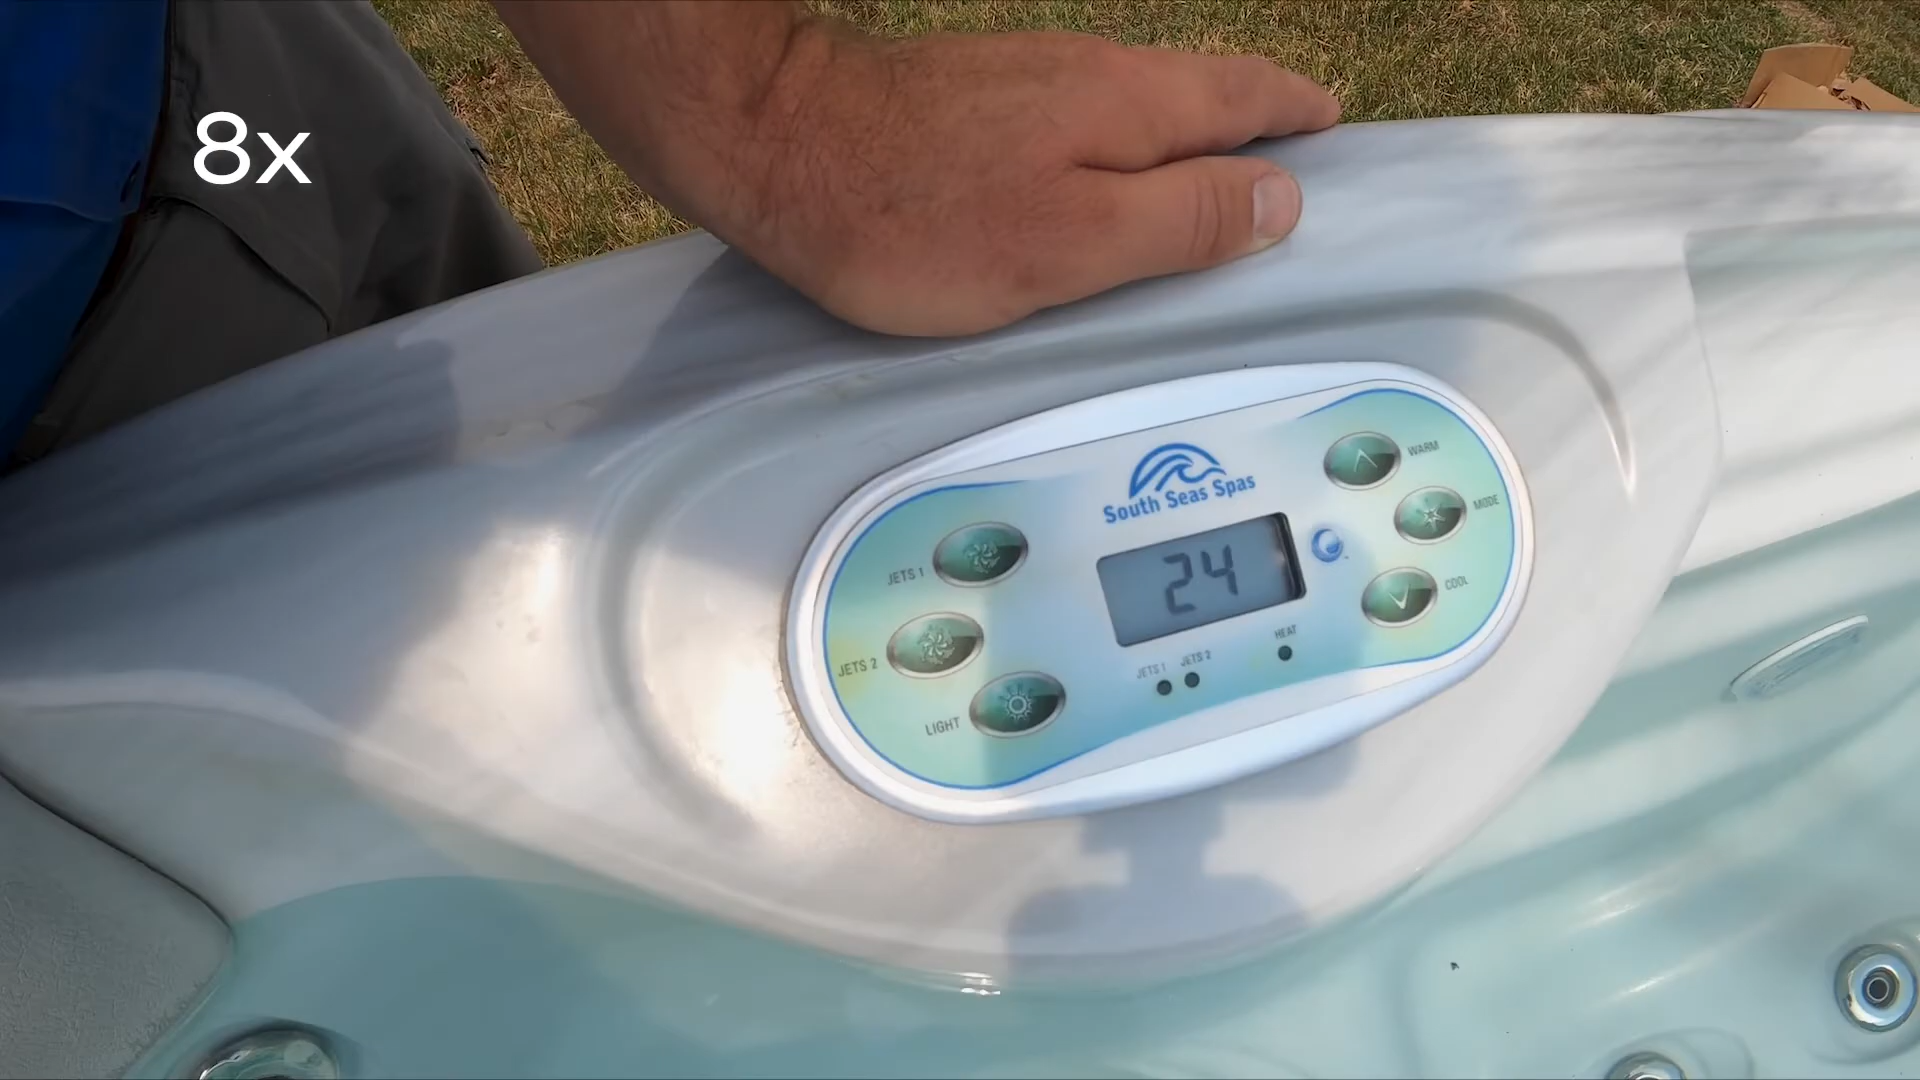 8x
South Seas Spas
WARM
MODE
COOL
24
JETS 1
JETS 2
LIGHT
HEAT
JETS 1
JETS 2